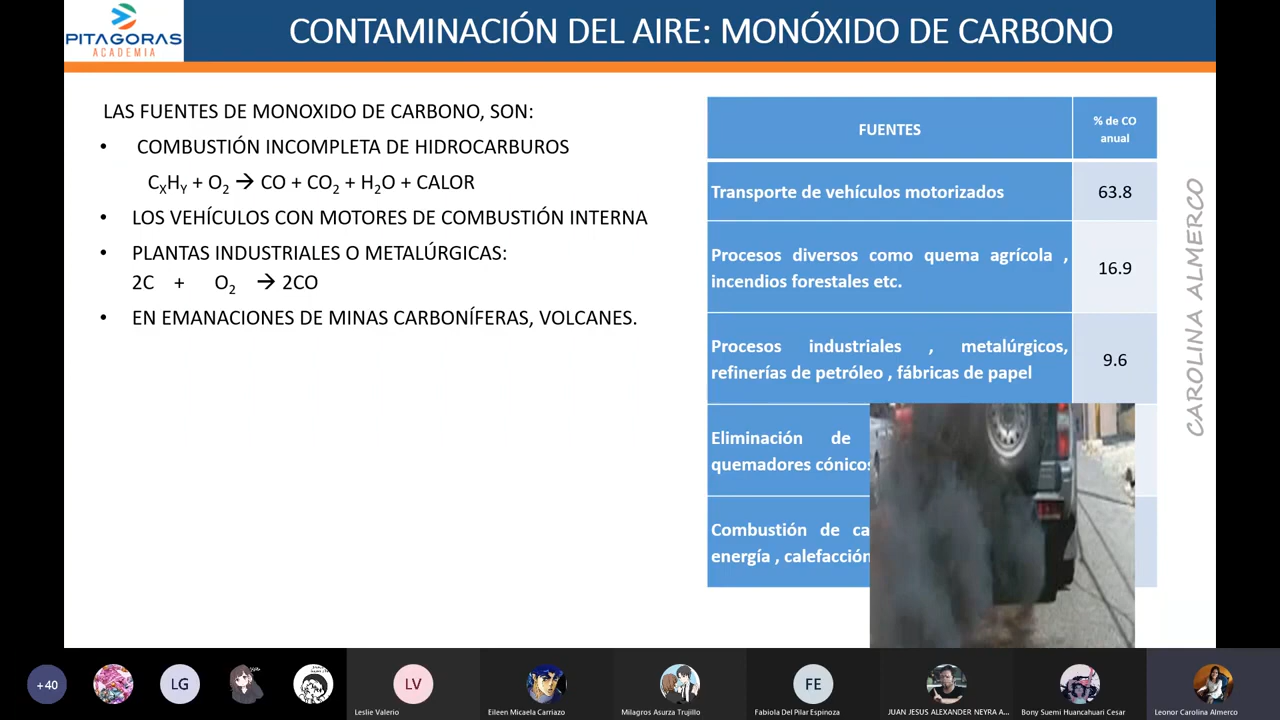 PITAGORAS
ACADEMIA
CONTAMINACIÓN DEL AIRE: MONÓXIDO DE CARBONO
LAS FUENTES DE MONOXIDO DE CARBONO, SON:
• COMBUSTIÓN INCOMPLETA DE HIDROCARBUROS
CXHY + O2 → CO + CO2 + H2O + CALOR
• LOS VEHÍCULOS CON MOTORES DE COMBUSTIÓN INTERNA
• PLANTAS INDUSTRIALES O METALÚRGICAS:
2C + O2 → 2CO
• EN EMANACIONES DE MINAS CARBONÍFERAS, VOLCANES.
FUENTES
% de CO
anual
Transporte de vehículos motorizados
63.8
Procesos diversos como quema agrícola ,
incendios forestales etc.
16.9
Procesos industriales , metalúrgicos,
refinerías de petróleo , fábricas de papel
9.6
Eliminación de
quemadores cónicos
Combustión de
energía , calefacción
CAROLINA ALMERCO
+40
LG
LV
FE
Leslie Valerio
Eileen Micaela Carriazo
Milagros Asurza Trujillo
Fabiola Del Pilar Espinoza
JUAN JESUS ALEXANDER NEYRA A...
Bony Suemi Huancahuari Cesar
Leonor Carolina Almerco